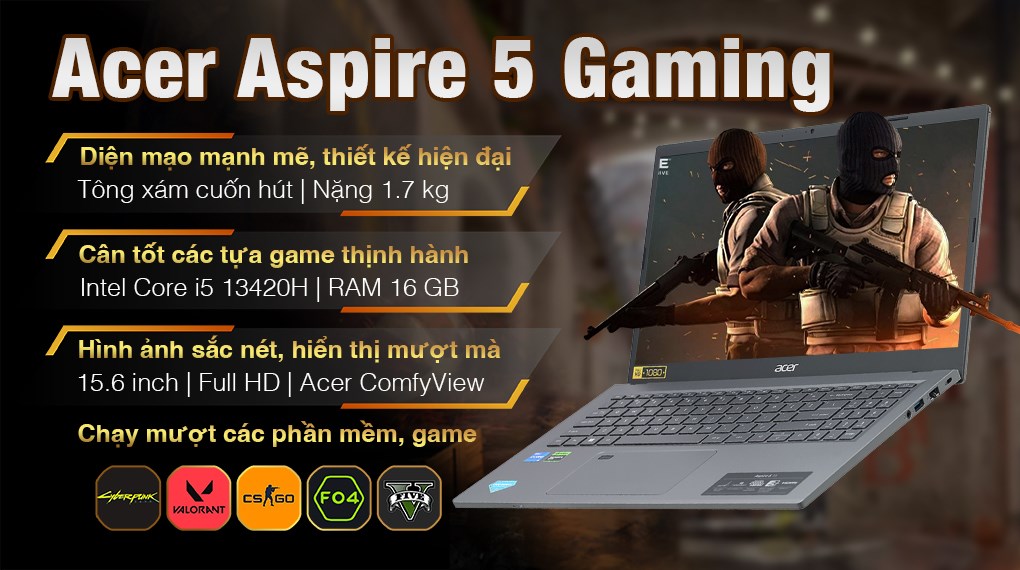 Acer Aspire 5 Gaming
Diện mạo mạnh mẽ, thiết kế hiện đại
Tông xám cuốn hút | Nặng 1.7 kg
Cân tốt các tựa game thịnh hành
Intel Core i5 13420H | RAM 16 GB
Hình ảnh sắc nét, hiển thị mượt mà
15.6 inch | Full HD | Acer ComfyView
Chạy mượt các phần mềm, game
Cyberpunk
VALORANT
CS GO
FO4
V
FIVE
acer
1080